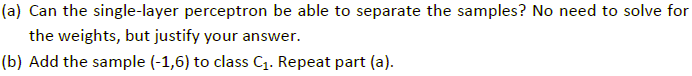 (a) Can the single-layer perceptron be able to separate the samples? No need to solve for
the weights, but justify your answer.
(b) Add the sample (-1,6) to class C₁. Repeat part (a).